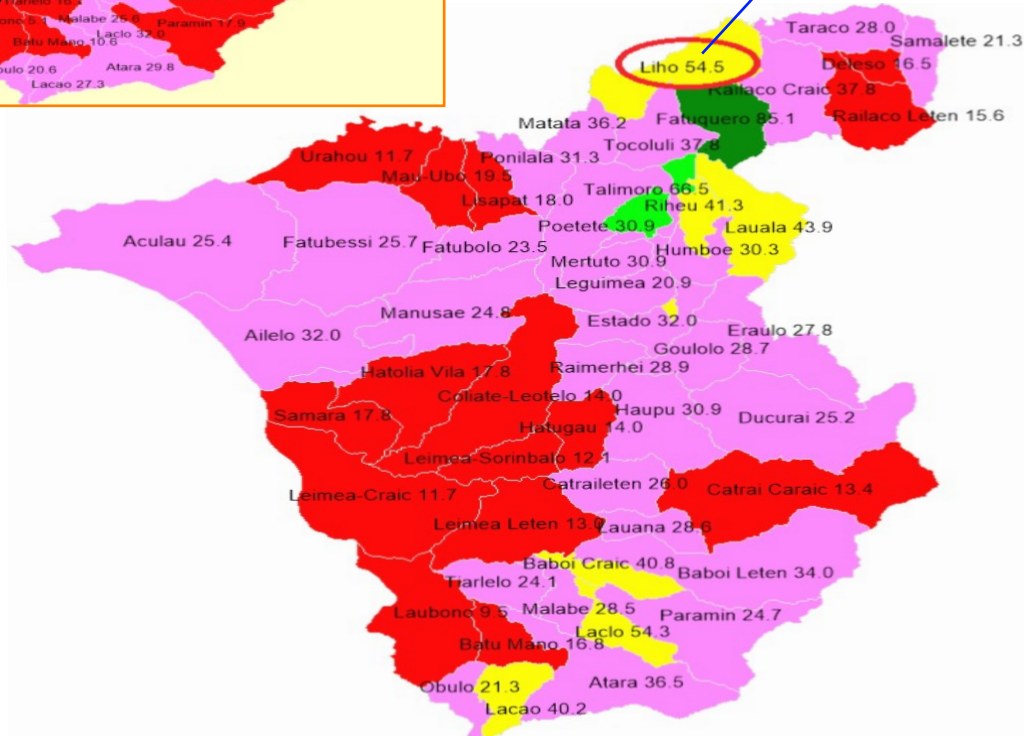 Malabe 25.6
Paramin 17.9
Laclo 32.0
Batu Mano 10.6
Atara 29.8
ulo 20.6
Lacao 27.3
Taraco 28.0
Samalete 21.3
Liho 54.5
Deleso 16.5
Railaco Craic 37.8
Railaco Leten 15.6
Fatuquero 85.1
Matata 36.2
Tocoluli 37.8
Urahou 11.7
Ponilala 31.3
Mau-Ubo 19.5
Lisapat 18.0
Talimoro 66.5
Riheu 41.3
Poetete 30.9
Lauala 43.9
Aculau 25.4
Fatubessi 25.7
Fatubolo 23.5
Humboe 30.3
Mertuto 30.9
Leguimea 20.9
Manusae 24.8
Estado 32.0
Eraulo 27.8
Ailelo 32.0
Goulolo 28.7
Hatolia Vila 17.8
Raimerhei 28.9
Coliate-Leotelo 14.0
Samara 17.8
Haupu 30.9
Ducurai 25.2
Hatugau 14.0
Leimea-Sorinbalo 12.1
Catraileten 26.0
Catrai Caraic 13.4
Leimea-Craic 11.7
Leimea Leten 13.0
Lauana 28.6
Baboi Craic 40.8
Baboi Leten 34.0
Tiarlelo 24.1
Laubono 9.5
Malabe 28.5
Paramin 24.7
Laclo 54.3
Batu Mano 16.8
Obulo 21.3
Atara 36.5
Lacao 40.2